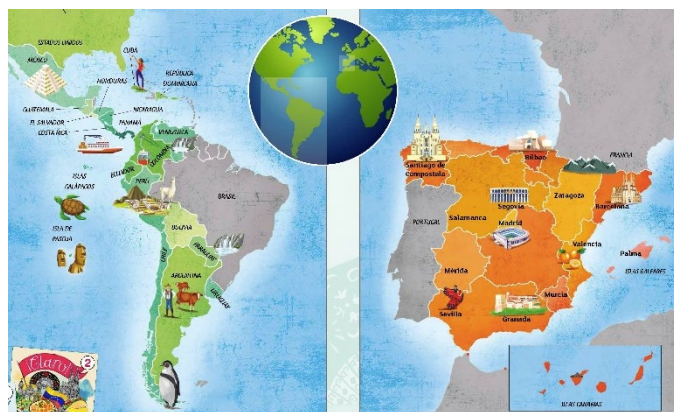 ESTADOS UNIDOS
MÉXICO
CUBA
HONDURAS
REPÚBLICA
DOMINICANA
GUATEMALA
NICARAGUA
EL SALVADOR
PANAMÁ
COSTA RICA
VENEZUELA
COLOMBIA
ISLAS
GALÁPAGOS
ECUADOR
PERÚ
BRASIL
ISLA DE
PASCUA
BOLIVIA
PARAGUAY
CHILE
ARGENTINA
URUGUAY
¡Claro!
2
Santiago de
Compostela
Bilbao
FRANCIA
Zaragoza
Barcelona
Segovia
PORTUGAL
Salamanca
Madrid
Valencia
Palma
ISLAS BALEARES
Mérida
Murcia
Sevilla
Granada
ISLAS CANARIAS